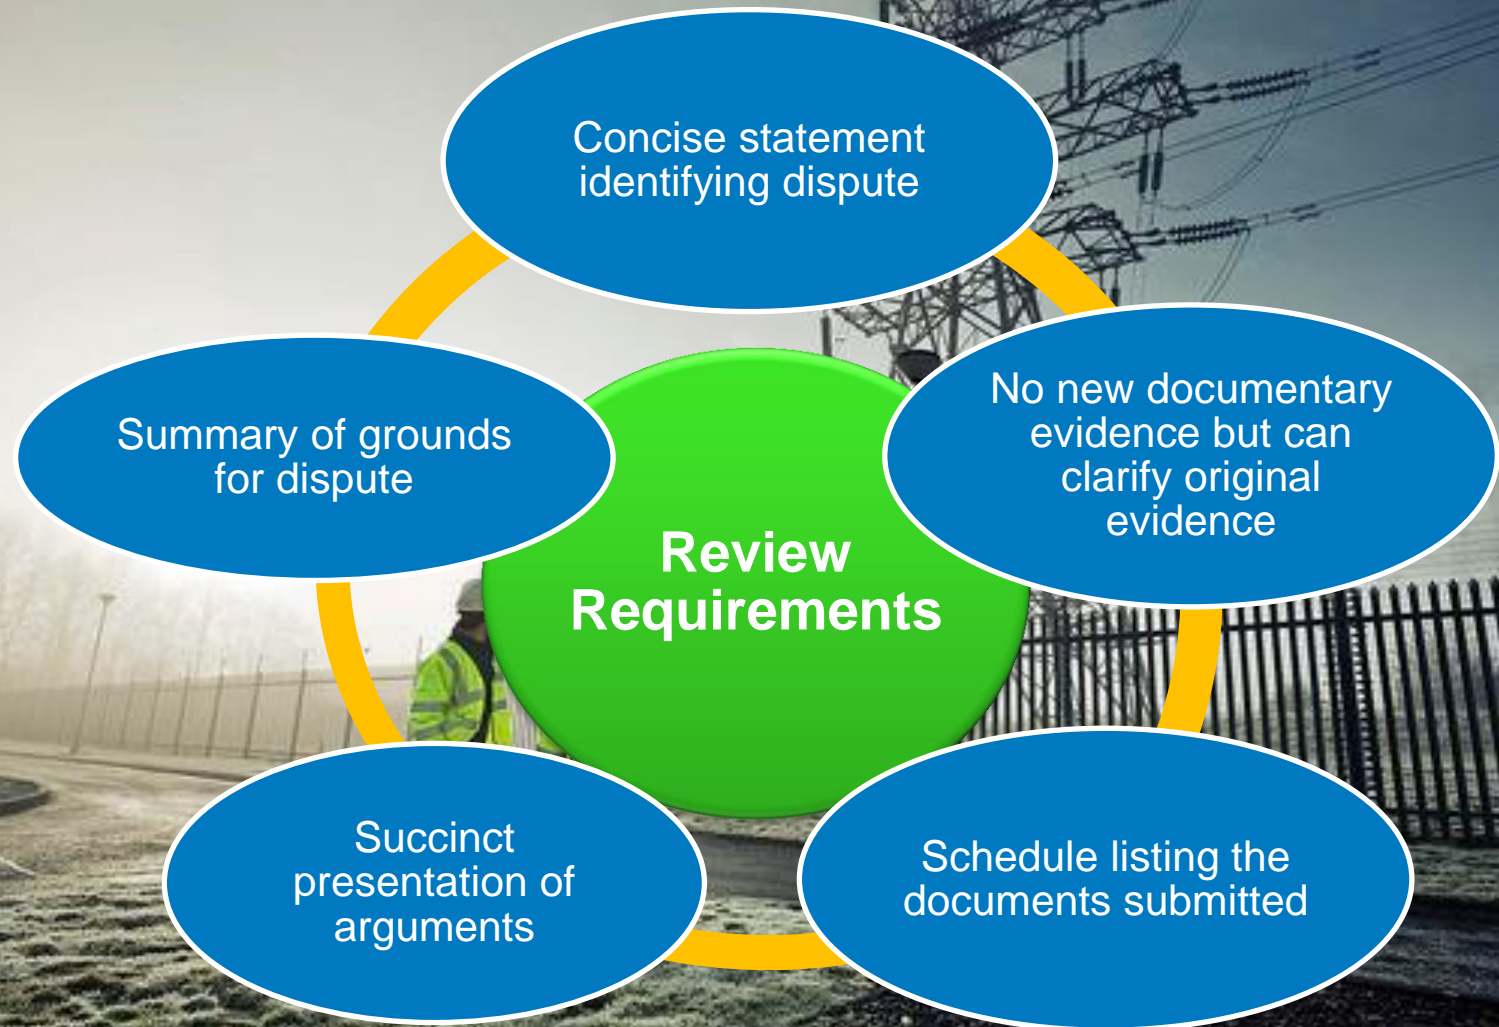 Concise statement
identifying dispute
No new documentary
evidence but can
clarify original
evidence
Schedule listing the
documents submitted
Succinct
presentation of
arguments
Summary of grounds
for dispute
Review
Requirements